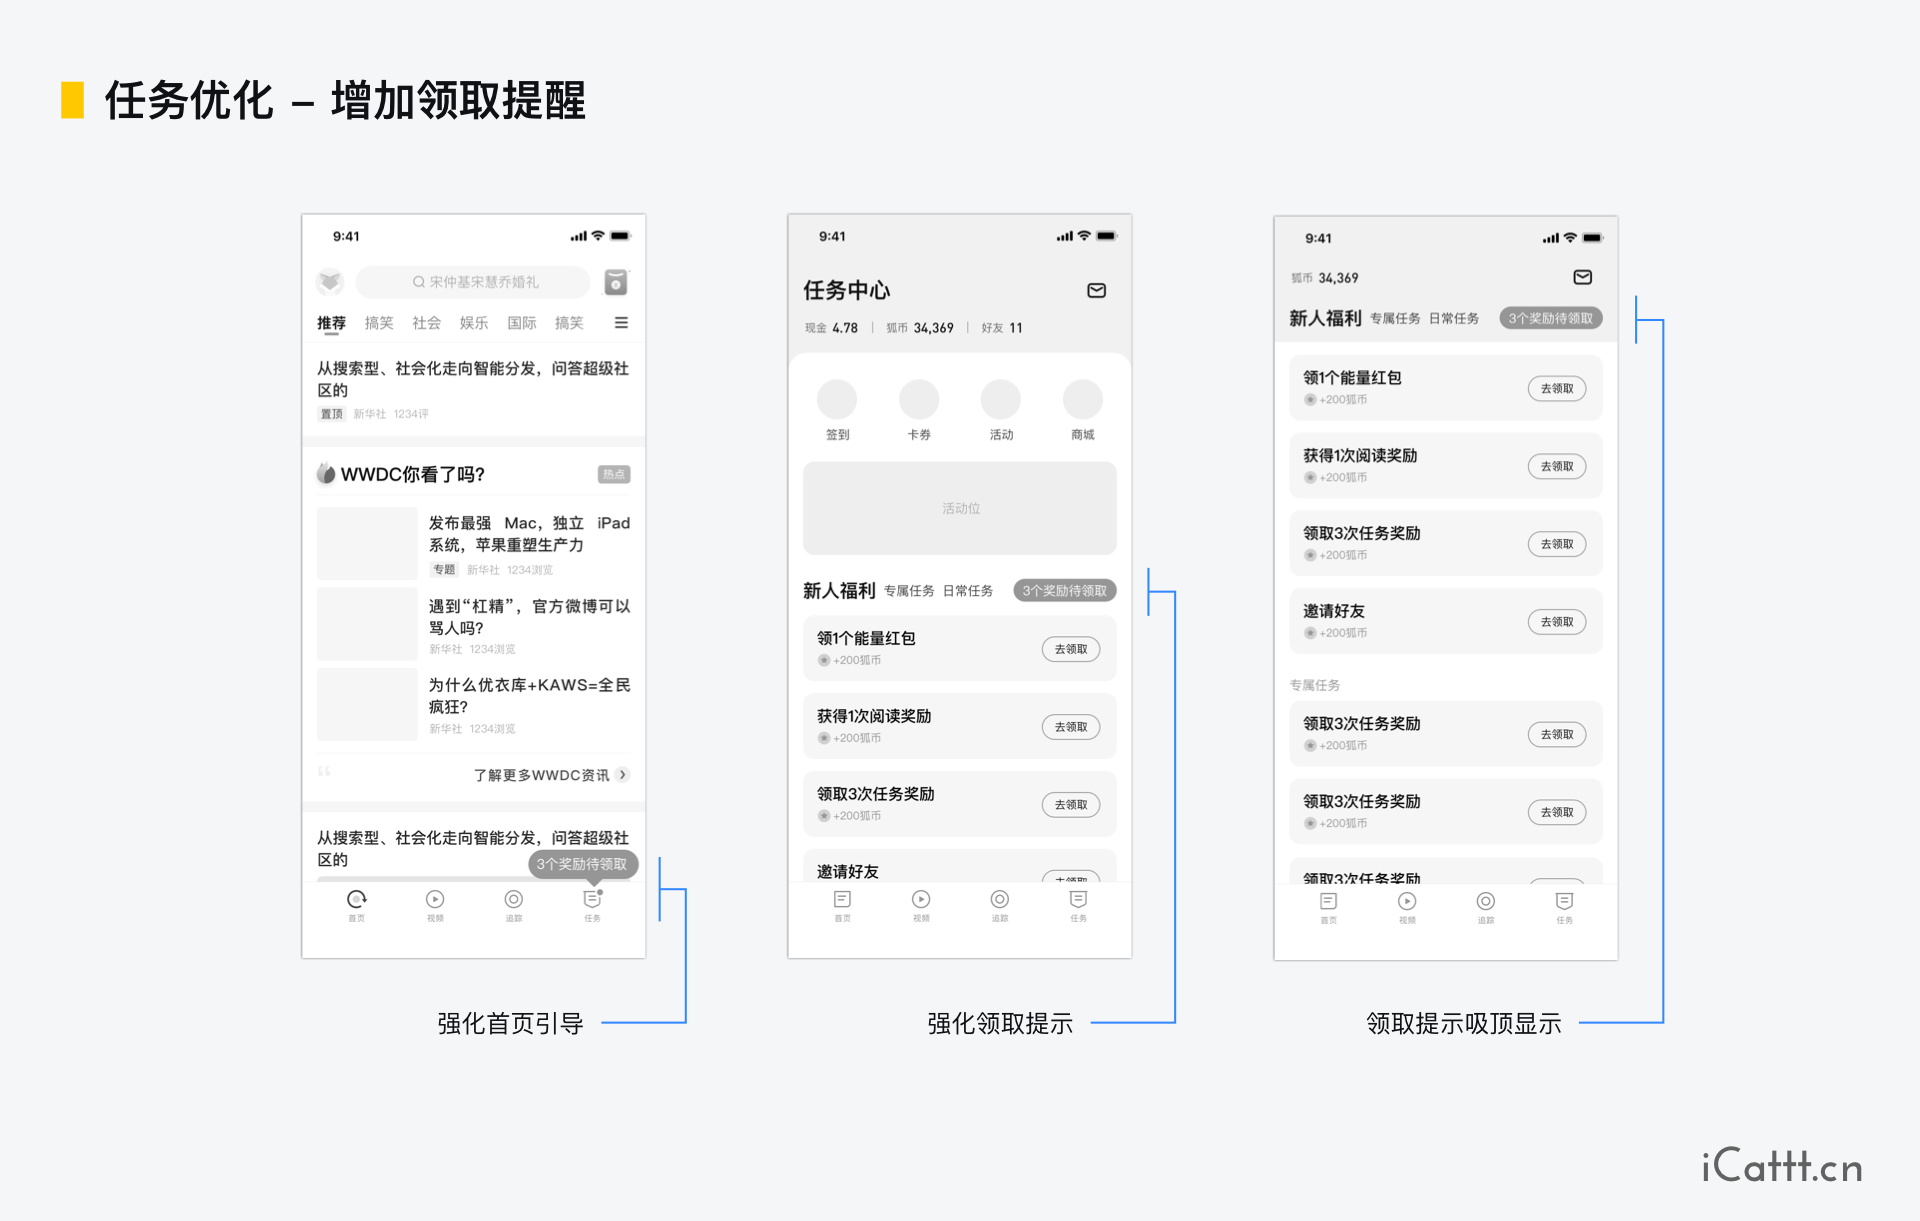 任务优化 – 增加领取提醒
9:41
宋仲基宋慧乔婚礼
推荐 搞笑 社会 娱乐 国际 搞笑
从搜索型、社会化走向智能分发，问答超级社
区的
置顶 新华社 1234评
WWDC你看了吗?
热点
发布最强 Mac，独立 iPad
系统，苹果重塑生产力
专题 新华社 1234浏览
遇到“杠精”，官方微博可以
骂人吗?
新华社 1234浏览
为什么优衣库+KAWS=全民
疯狂?
新华社 1234浏览
了解更多WWDC资讯
从搜索型、社会化走向智能分发，问答超级社
区的
3个奖励待领取
首页 视频 追踪 任务
强化首页引导
9:41
任务中心
现金 4.78 狐币 34,369 好友 11
签到 卡券 活动 商城
活动位
新人福利 专属任务 日常任务 3个奖励待领取
领1个能量红包
+200狐币
去领取
获得1次阅读奖励
+200狐币
去领取
领取3次任务奖励
+200狐币
去领取
邀请好友
去领取
首页 视频 追踪 任务
强化领取提示
9:41
狐币 34,369
新人福利 专属任务 日常任务 3个奖励待领取
领1个能量红包
+200狐币
去领取
获得1次阅读奖励
+200狐币
去领取
领取3次任务奖励
+200狐币
去领取
邀请好友
+200狐币
去领取
专属任务
领取3次任务奖励
+200狐币
去领取
领取3次任务奖励
+200狐币
去领取
领取3次任务奖励
首页 视频 追踪 任务
领取提示吸顶显示
iCattt.cn